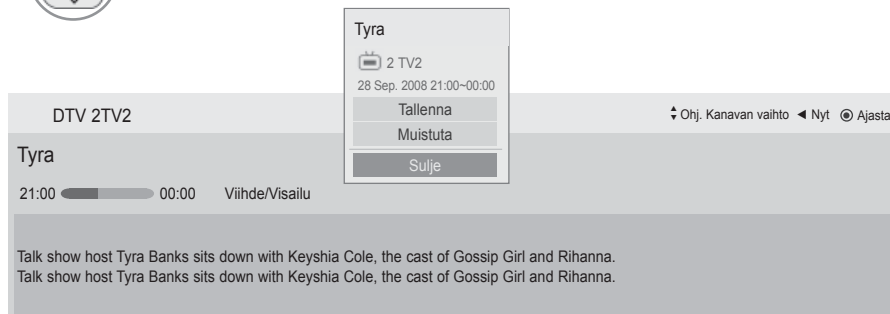 Tyra
2 TV2
28 Sep. 2008 21:00~00:00
Tallenna
Muistuta
Sulje
DTV 2TV2
Ohj. Kanavan vaihto ◀ Nyt ◉ Ajasta
Tyra
21:00 00:00 Viihde/Visailu
Talk show host Tyra Banks sits down with Keyshia Cole, the cast of Gossip Girl and Rihanna.
Talk show host Tyra Banks sits down with Keyshia Cole, the cast of Gossip Girl and Rihanna.